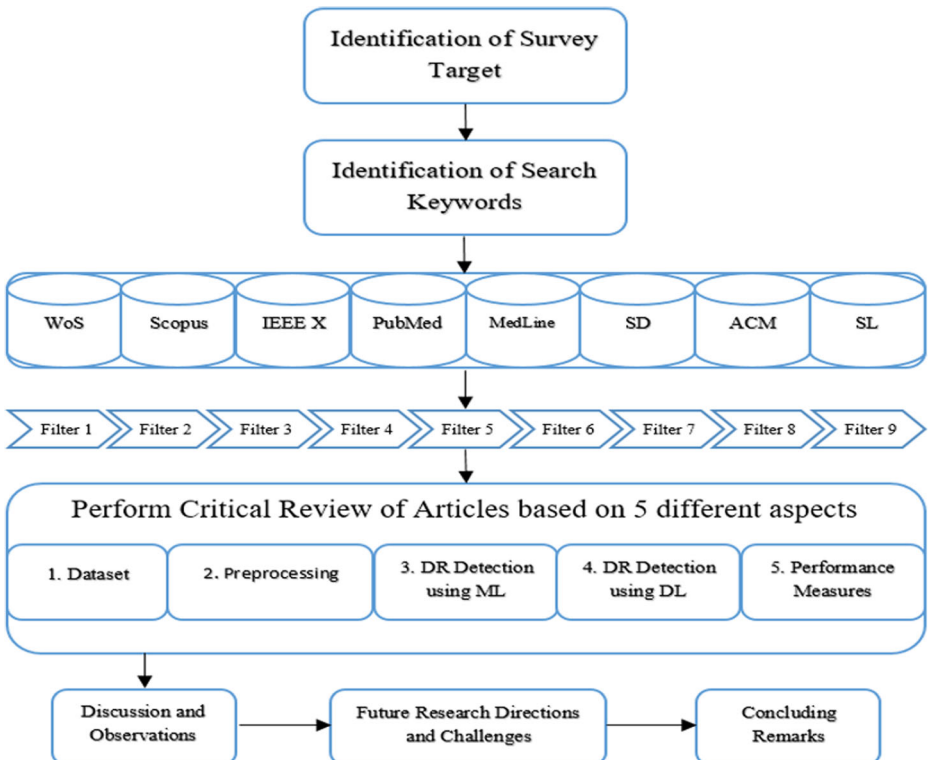 Identification of Survey
Target
Identification of Search
Keywords
WoS
Scopus
IEEE X
PubMed
MedLine
SD
ACM
SL
Filter 1
Filter 2
Filter 3
Filter 4
Filter 5
Filter 6
Filter 7
Filter 8
Filter 9
Perform Critical Review of Articles based on 5 different aspects
1. Dataset
2. Preprocessing
3. DR Detection
using ML
4. DR Detection
using DL
5. Performance
Measures
Discussion and
Observations
Future Research Directions
and Challenges
Concluding
Remarks